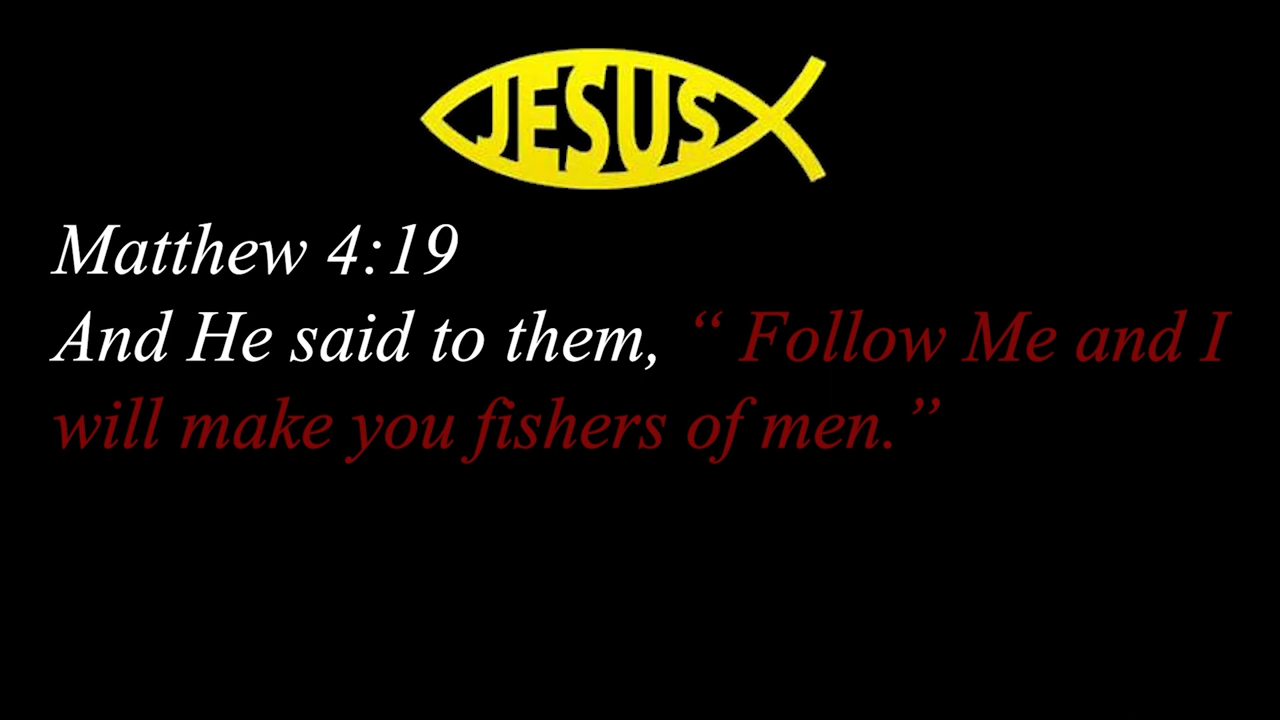 JESUS
Matthew 4:19
And He said to them, “ Follow Me and I
will make you fishers of men.”